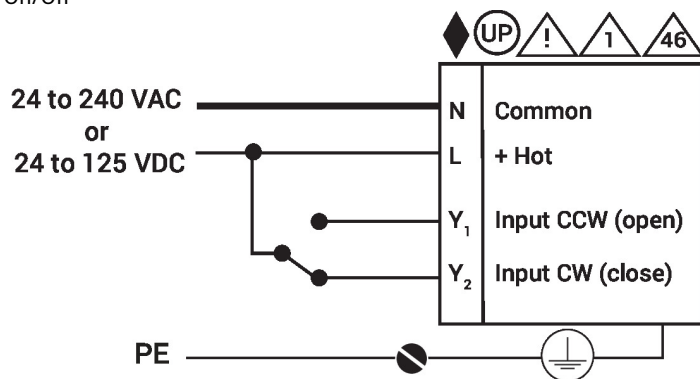 On/Off
UP ! 1 46
24 to 240 VAC
or
24 to 125 VDC
N Common
L + Hot
Y1 Input CCW (open)
Y2 Input CW (close)
PE